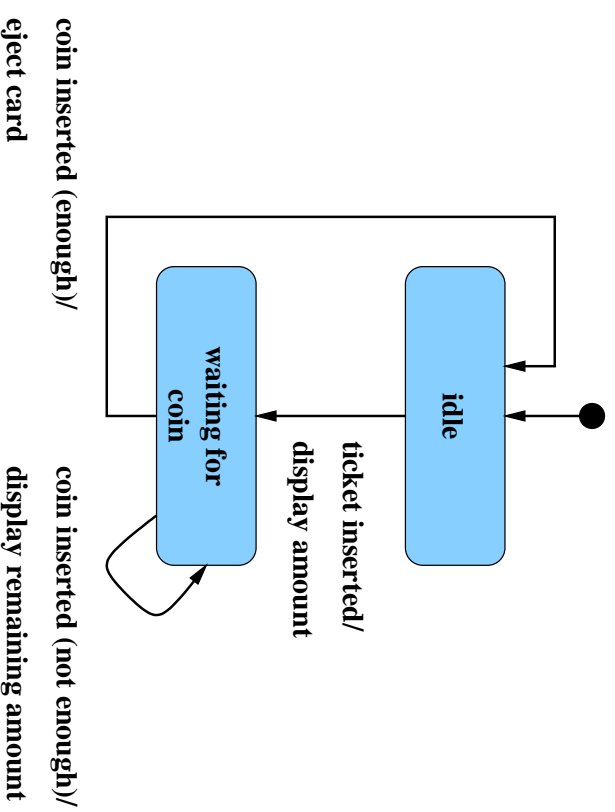 idle
ticket inserted/
display amount
waiting for
coin
coin inserted (enough)/
eject card
coin inserted (not enough)/
display remaining amount